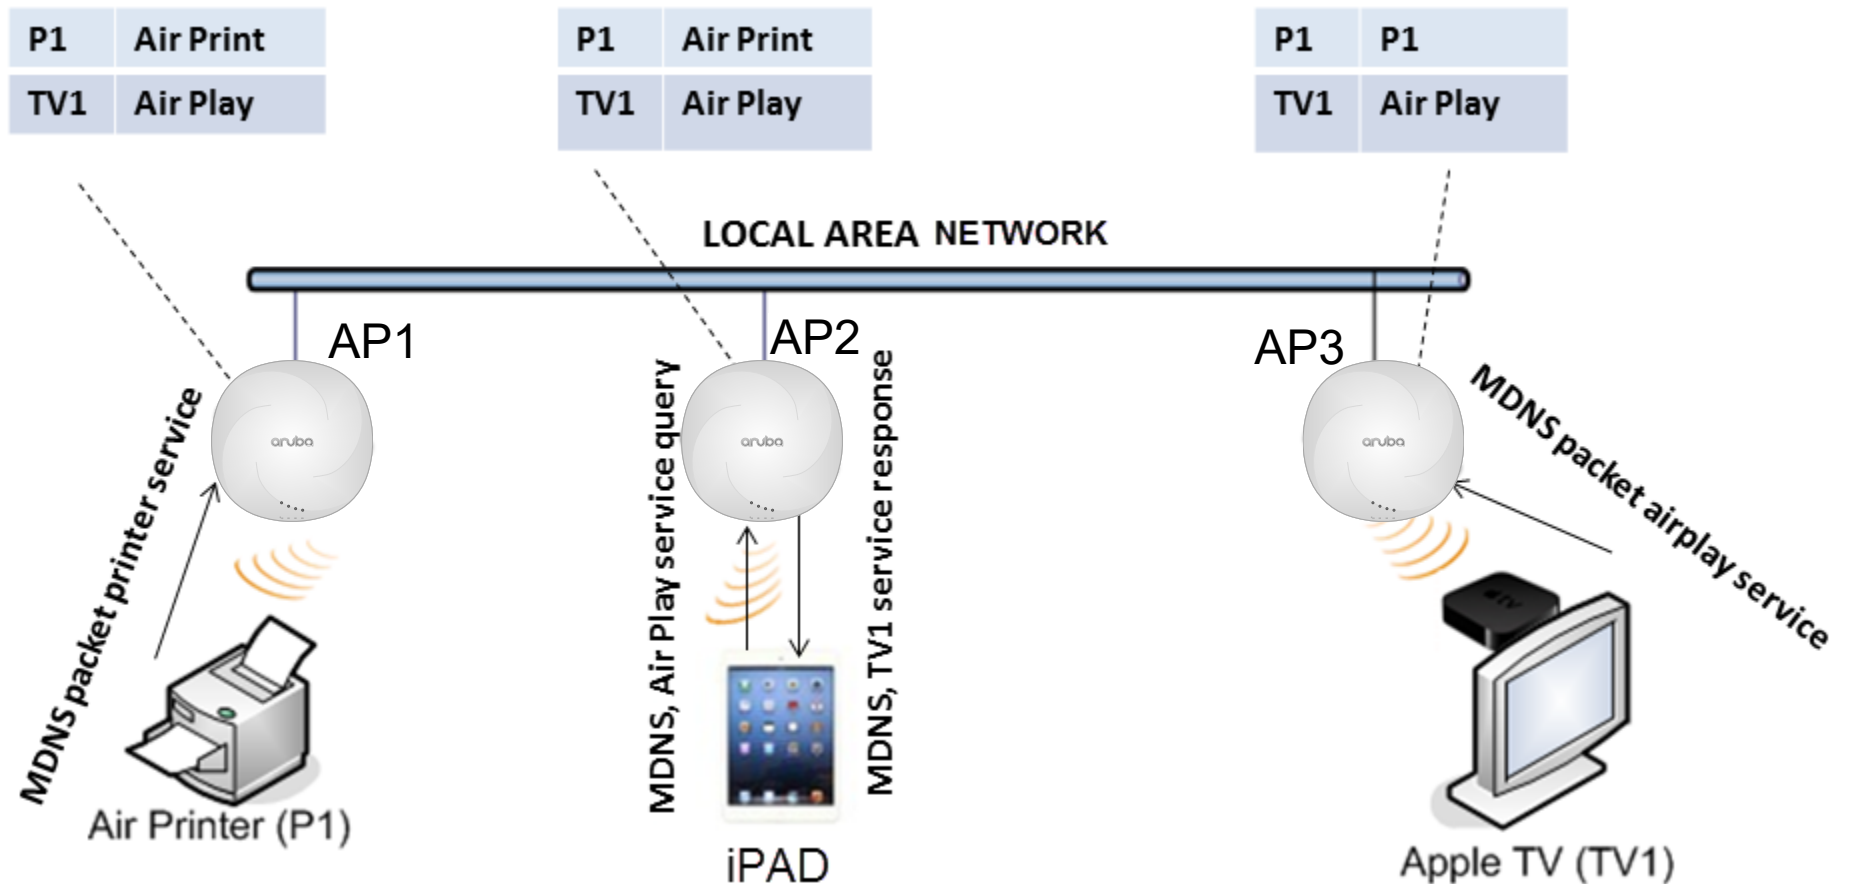 P1 Air Print
TV1 Air Play
P1 Air Print
TV1 Air Play
P1 P1
TV1 Air Play
LOCAL AREA NETWORK
AP1
AP2
AP3
aruba
aruba
aruba
MDNS packet printer service
MDNS, Air Play service query
MDNS, TV1 service response
MDNS packet airplay service
tv
Air Printer (P1)
iPAD
Apple TV (TV1)